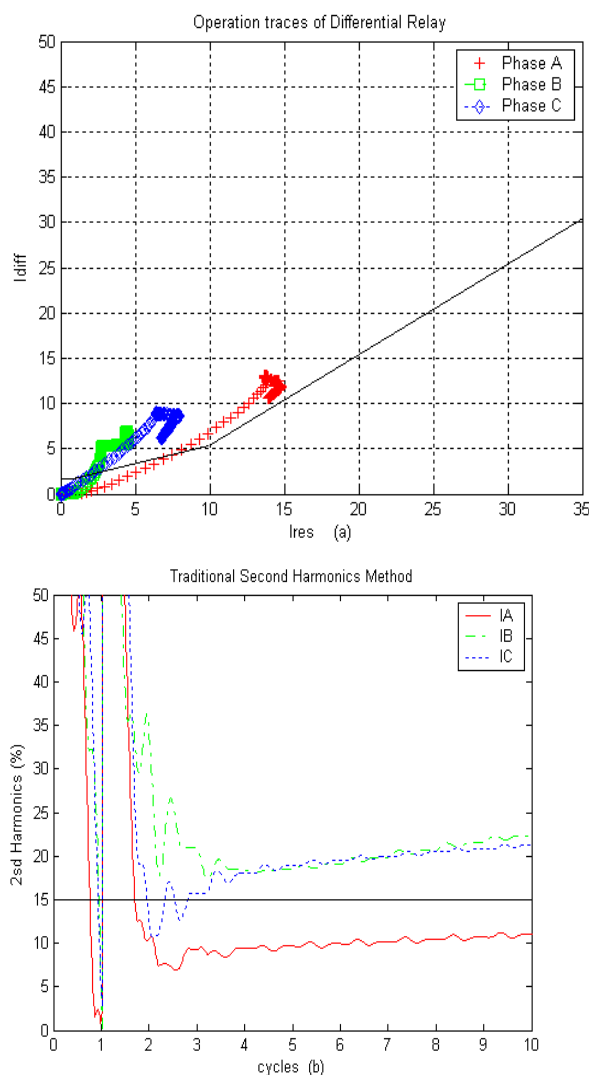 Operation traces of Differential Relay
50
45
40
35
30
25
20
15
10
5
0
Idiff
Phase A
Phase B
Phase C
0 5 10 15 20 25 30 35
Ires (a)
Traditional Second Harmonics Method
50
45
40
35
30
25
20
15
10
5
0
2sd Harmonics (%)
IA
IB
IC
0 1 2 3 4 5 6 7 8 9 10
cycles (b)